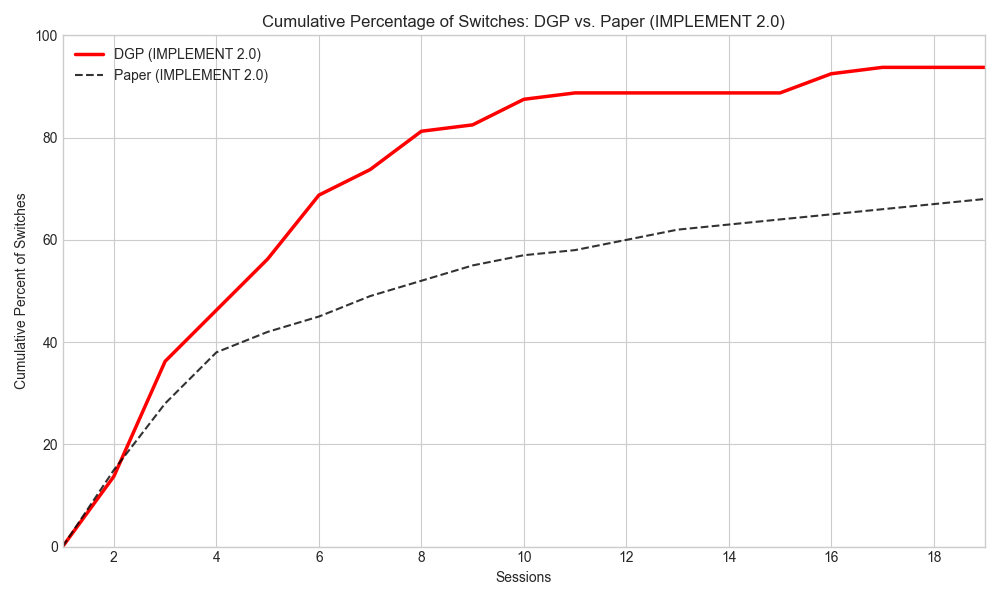 Cumulative Percentage of Switches: DGP vs. Paper (IMPLEMENT 2.0)
DGP (IMPLEMENT 2.0)
Paper (IMPLEMENT 2.0)
Cumulative Percent of Switches
100
80
60
40
20
0
2 4 6 8 10 12 14 16 18
Sessions